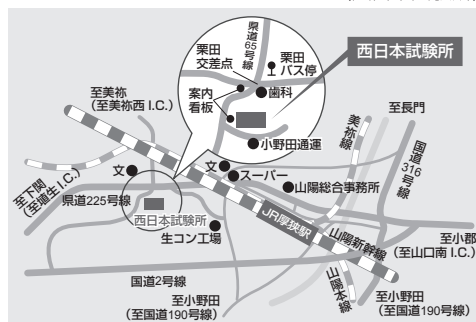 県道65号線
栗田
交差点
栗田
バス停
歯科
案内
看板
小野田通運
西日本試験所
至美祢
(至美祢西 I.C.)
至長門
美祢線
国道316号線
文
文
スーパー
山陽総合事務所
至下関
(至埴生 I.C.)
県道225号線
西日本試験所
生コン工場
JR厚狭駅
山陽新幹線
至小郡
(至山口南 I.C.)
国道2号線
山陽本線
至小野田
(至国道190号線)
至小野田
(至国道190号線)